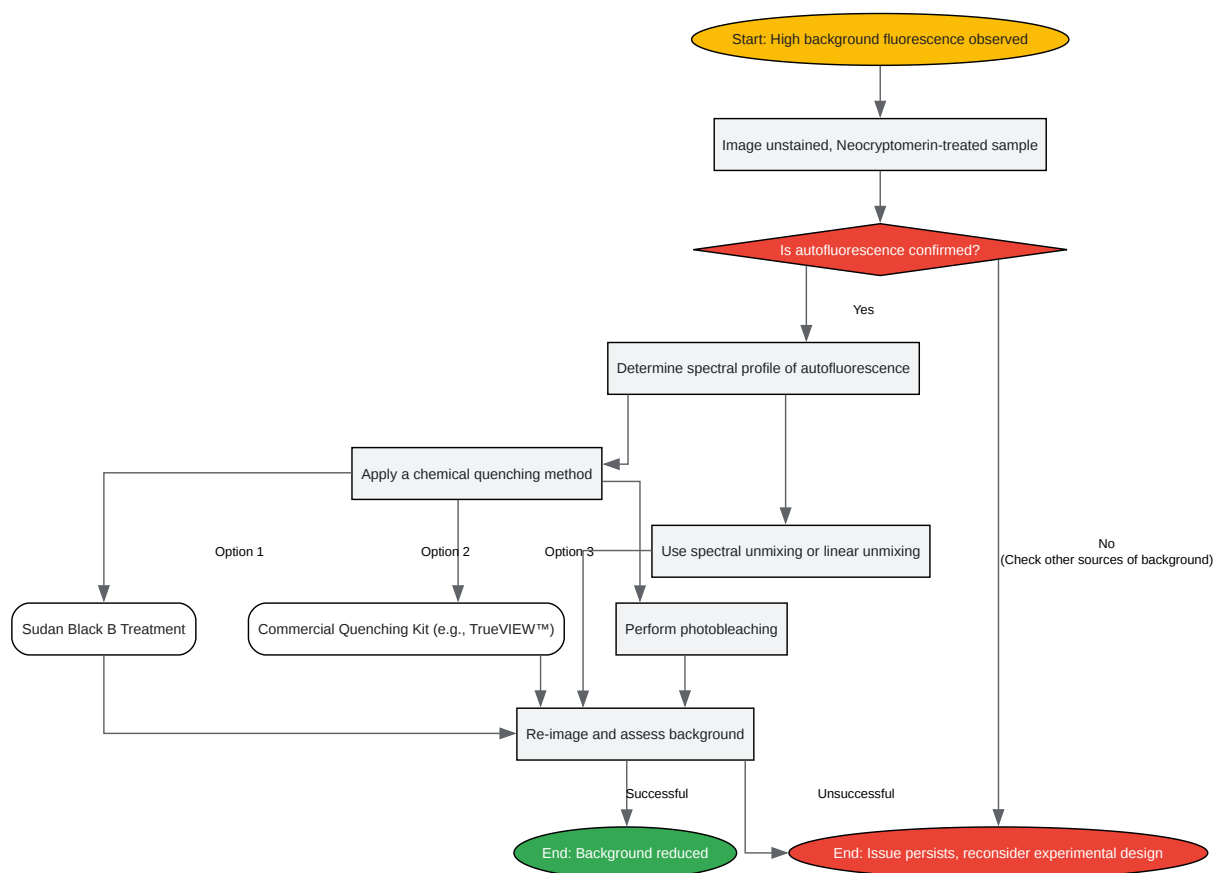 Start: High background fluorescence observed
Image unstained, Neocryptomerin-treated sample
Is autofluorescence confirmed?
Yes
Determine spectral profile of autofluorescence
Apply a chemical quenching method
No
(Check other sources of background)
Option 1
Option 2
Option 3
Use spectral unmixing or linear unmixing
Sudan Black B Treatment
Commercial Quenching Kit (e.g., TrueVIEW™)
Perform photobleaching
Re-image and assess background
Successful
Unsuccessful
End: Background reduced
End: Issue persists, reconsider experimental design